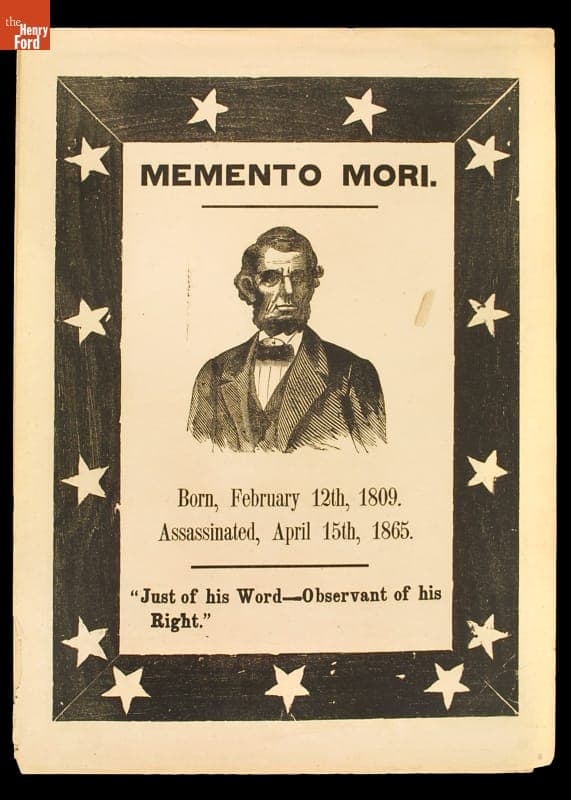 the
Henry
Ford
MEMENTO MORI.
Born, February 12th, 1809.
Assassinated, April 15th, 1865.
"Just of his Word—Observant of his
Right."